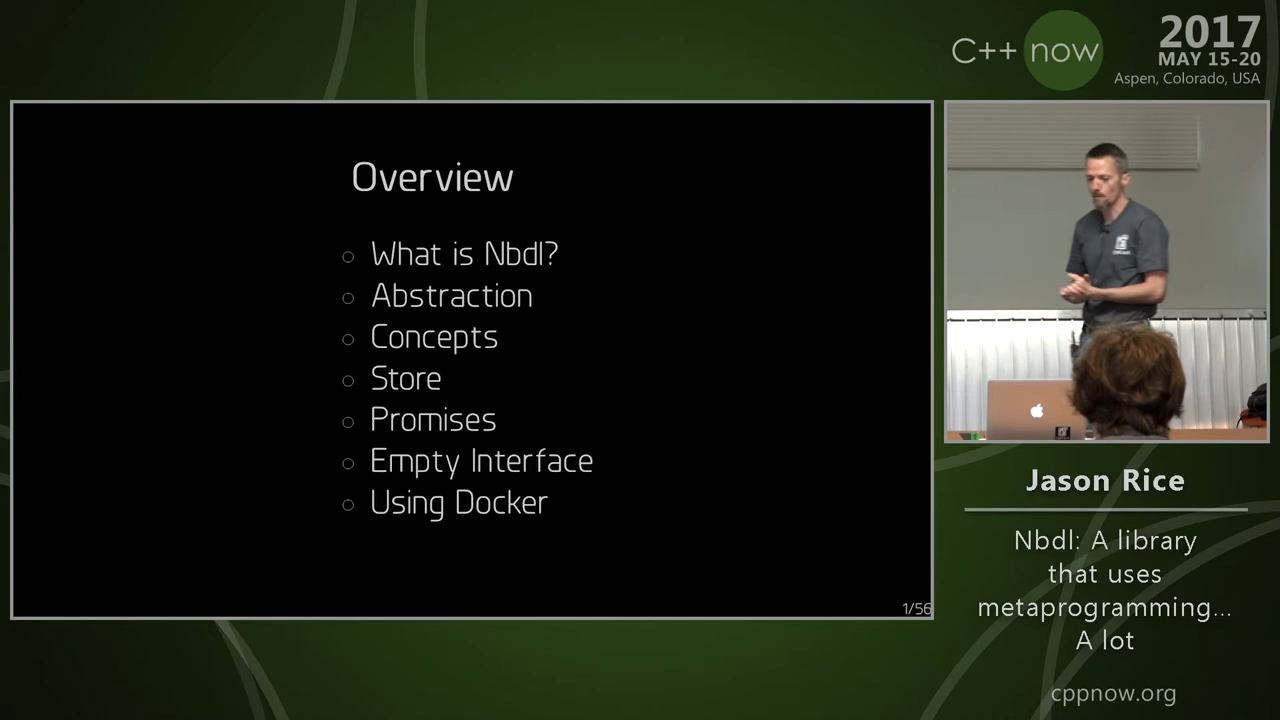 C++ now
2017
MAY 15-20
Aspen, Colorado, USA
Overview
What is Nbdl?
Abstraction
Concepts
Store
Promises
Empty Interface
Using Docker
1/56
Jason Rice
Nbdl: A library
that uses
metaprogramming...
A lot
cppnow.org